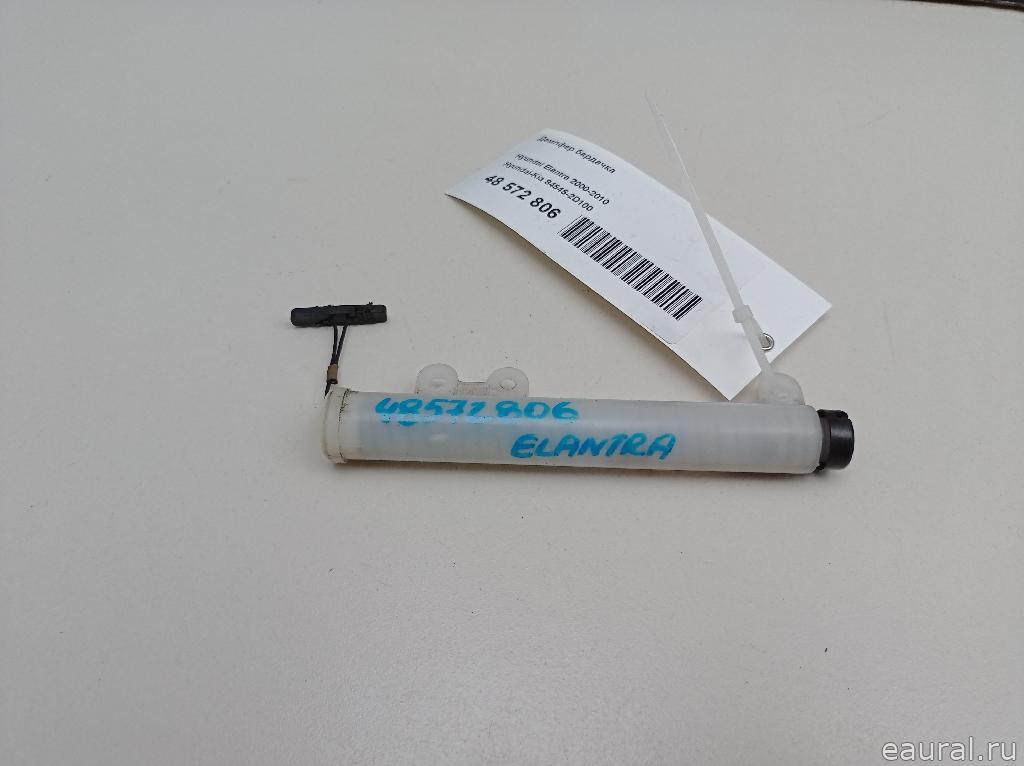 Демпфер бардачка
Hyundai Elantra 2000-2010
Hyundai-Kia 84545-2D100
48 572 806
48572806
ELANTRA
eaural.ru